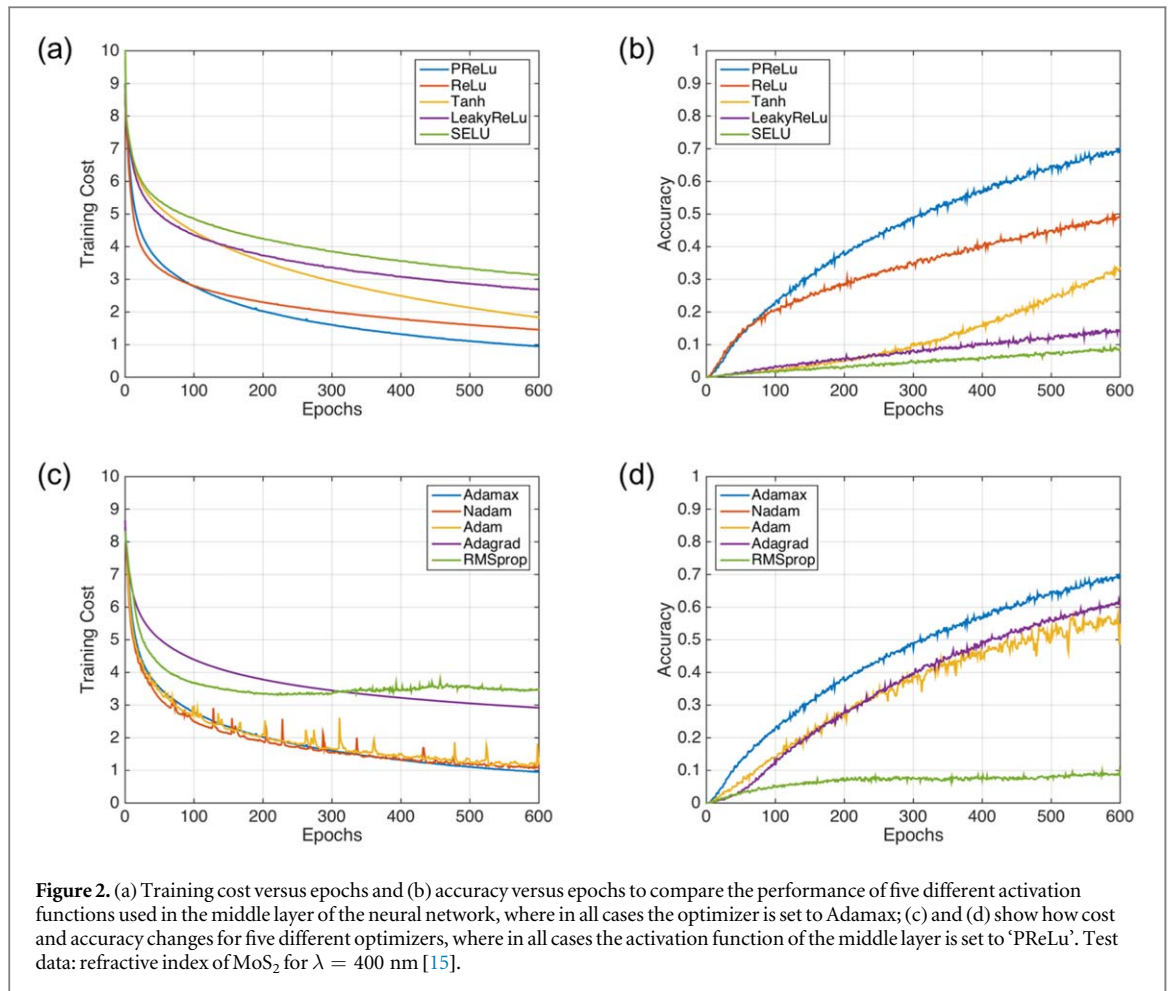 (a)
10
9
8
7
6
5
4
3
2
1
0
Training Cost
PReLu
ReLu
Tanh
LeakyReLu
SELU
0 100 200 300 400 500 600
Epochs
(b)
1
0.9
0.8
0.7
0.6
0.5
0.4
0.3
0.2
0.1
0
Accuracy
PReLu
ReLu
Tanh
LeakyReLu
SELU
0 100 200 300 400 500 600
Epochs
(c)
10
9
8
7
6
5
4
3
2
1
0
Training Cost
Adamax
Nadam
Adam
Adagrad
RMSprop
0 100 200 300 400 500 600
Epochs
(d)
1
0.9
0.8
0.7
0.6
0.5
0.4
0.3
0.2
0.1
0
Accuracy
Adamax
Nadam
Adam
Adagrad
RMSprop
0 100 200 300 400 500 600
Epochs
Figure 2. (a) Training cost versus epochs and (b) accuracy versus epochs to compare the performance of five different activation
functions used in the middle layer of the neural network, where in all cases the optimizer is set to Adamax; (c) and (d) show how cost
and accuracy changes for five different optimizers, where in all cases the activation function of the middle layer is set to ‘PReLu’. Test
data: refractive index of MoS₂ for λ = 400 nm [15].